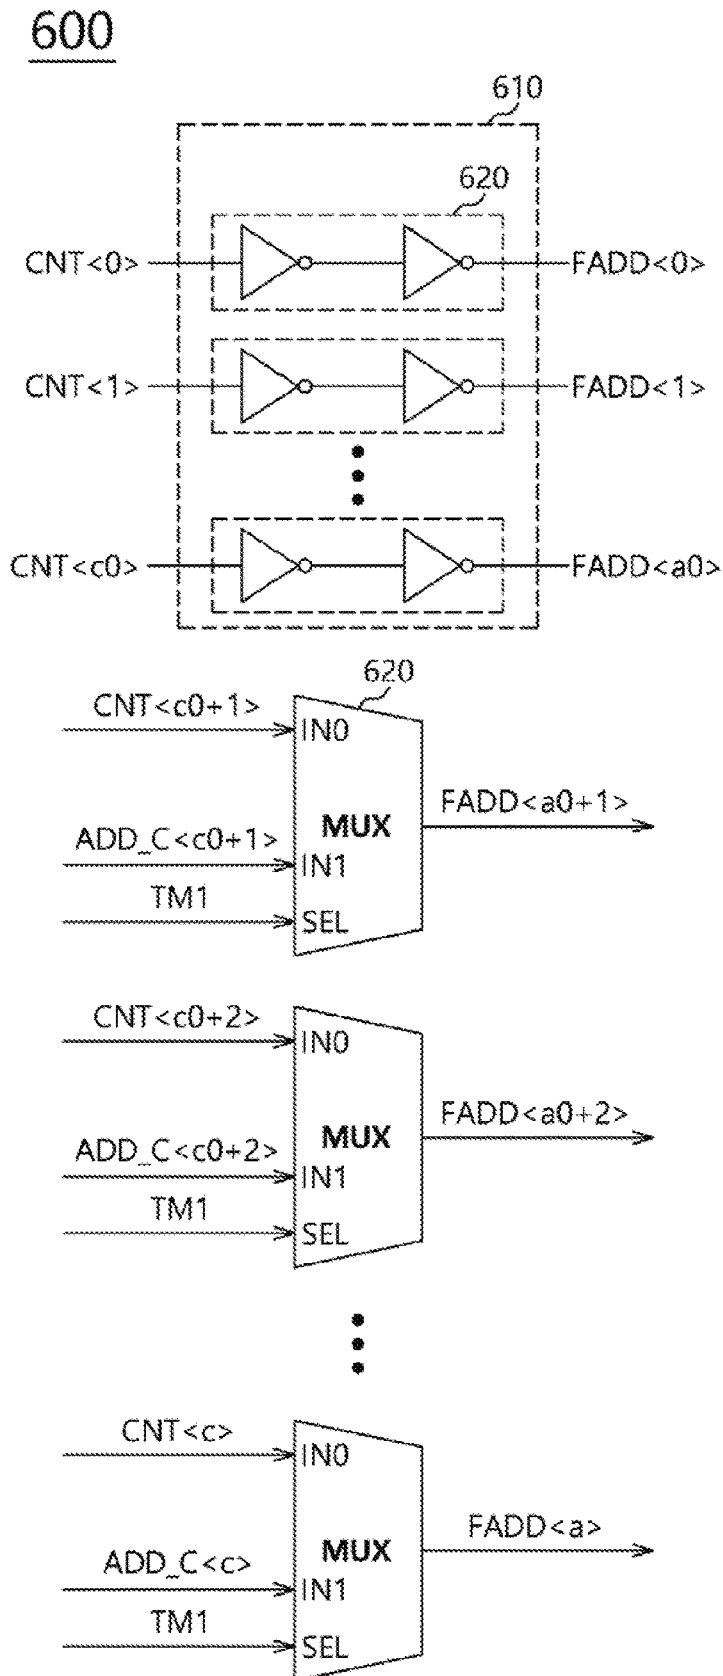 600
610
620
CNT<0>
FADD<0>
CNT<1>
FADD<1>
CNT<c0>
FADD<a0>
620
CNT<c0+1>
IN0
MUX
FADD<a0+1>
ADD_C<c0+1>
IN1
TM1
SEL
CNT<c0+2>
IN0
MUX
FADD<a0+2>
ADD_C<c0+2>
IN1
TM1
SEL
CNT<c>
IN0
MUX
FADD<a>
ADD_C<c>
IN1
TM1
SEL